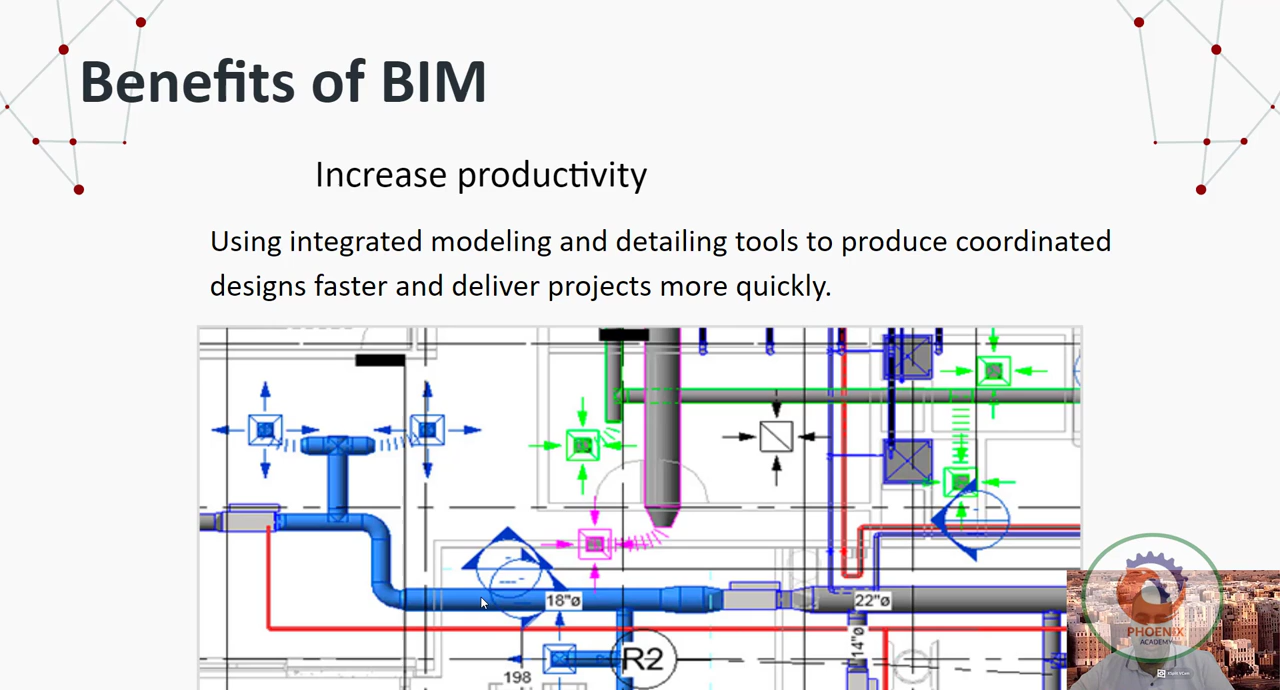 Benefits of BIM
Increase productivity
Using integrated modeling and detailing tools to produce coordinated
designs faster and deliver projects more quickly.
18"ø
22"ø
14"ø
R2
198
PHOENIX
ACADEMY